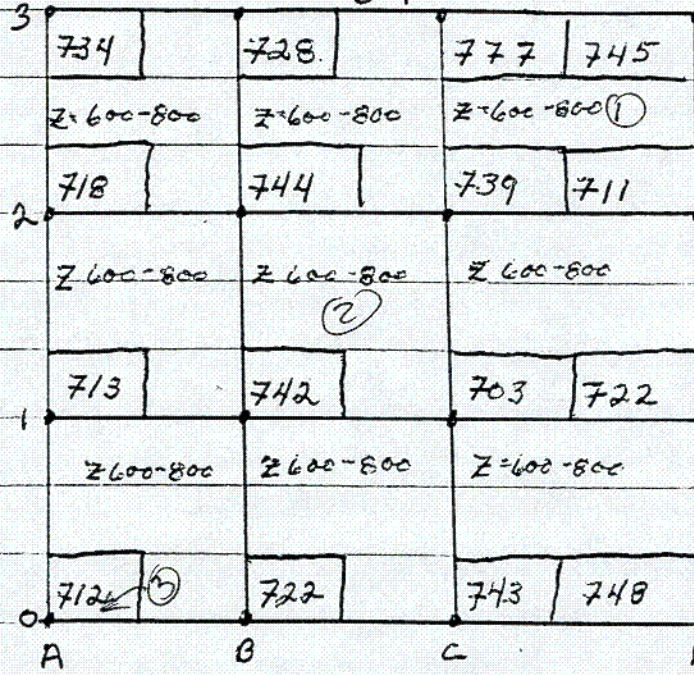 3 734 728 777 745
Z=600-800 Z=600-800 Z=600-800 1
718 744 739 711
2
Z 600-800 Z 600-800 Z 600-800
2
713 742 703 722
1
Z 600-800 Z 600-800 Z=600-800
712 3 722 743 748
0
A B C